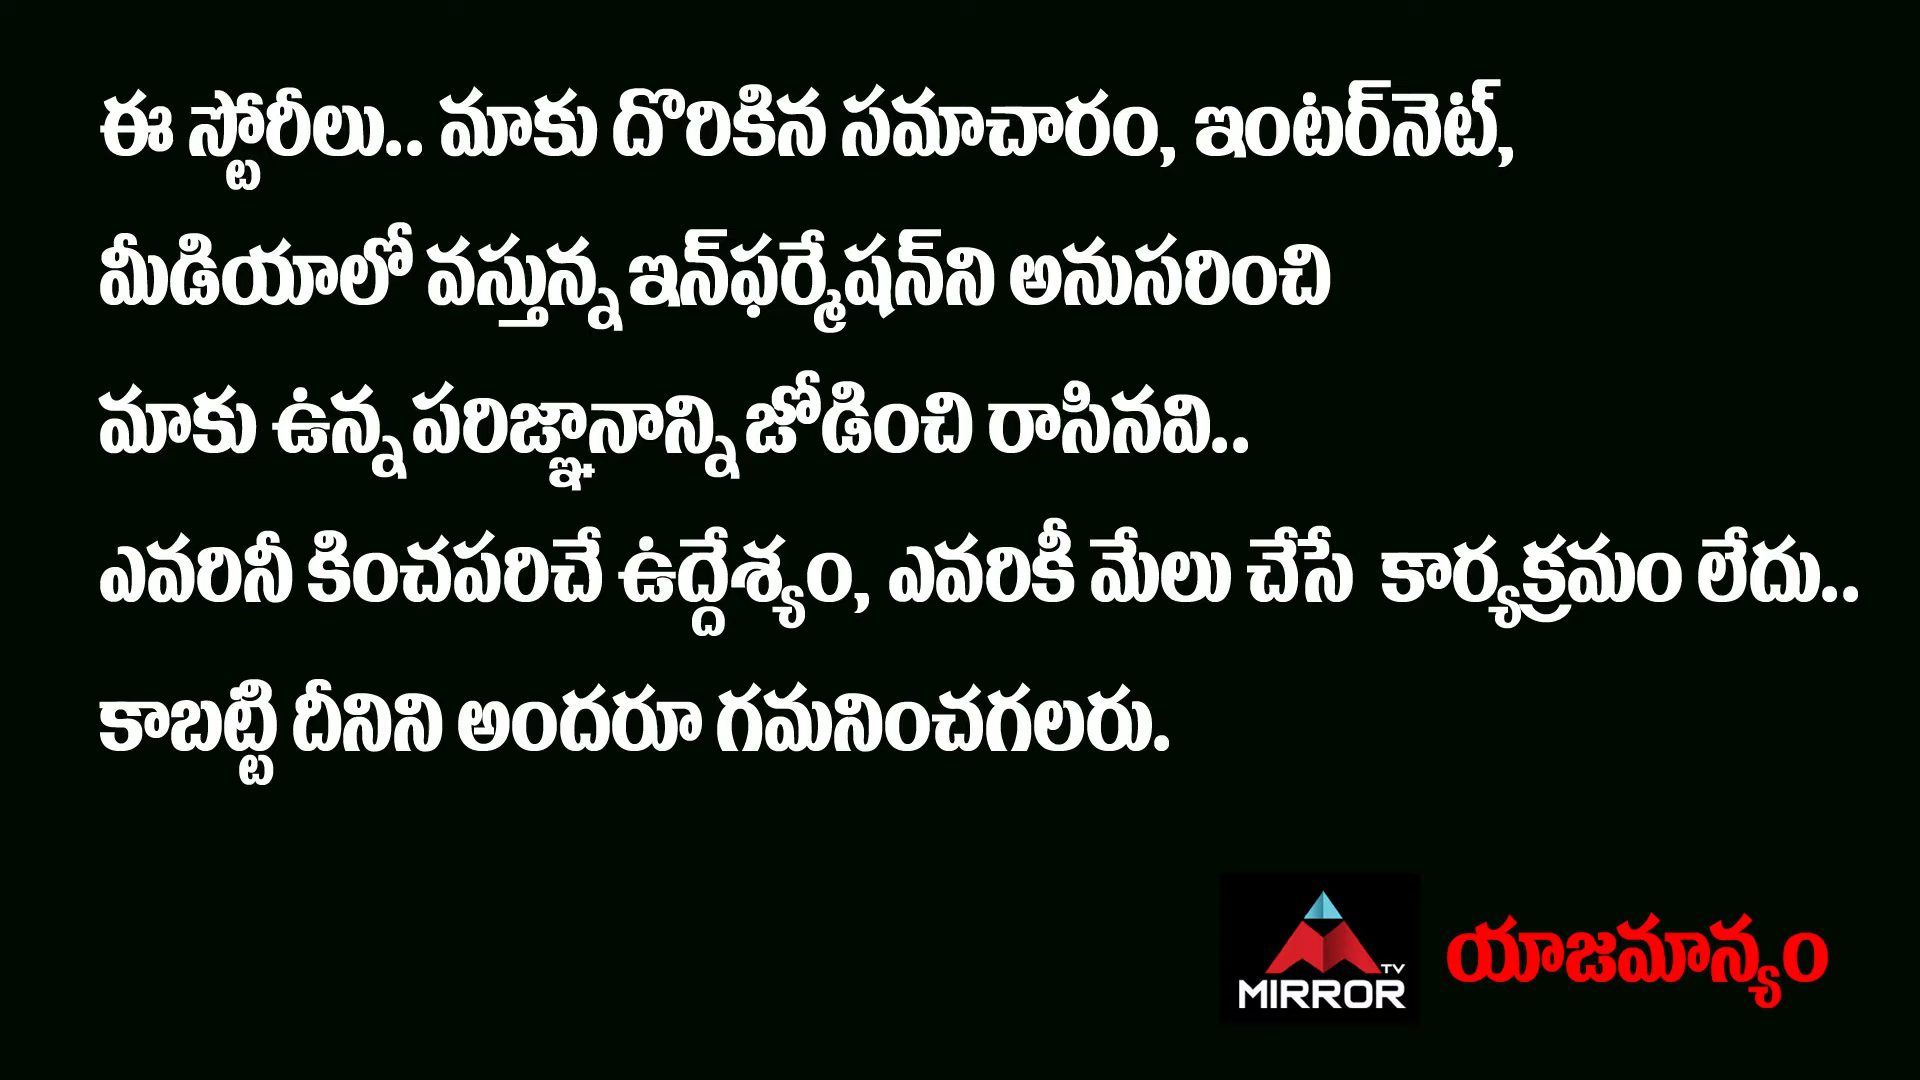 ఈ స్టోరీలు.. మాకు దొరికిన సమాచారం, ఇంటర్‌నెట్,
మీడియాలో వస్తున్న ఇన్‌ఫర్మేషన్‌ని అనుసరించి
మాకు ఉన్న పరిజ్ఞానాన్ని జోడించి రాసినవి..
ఎవరినీ కించపరిచే ఉద్దేశ్యం, ఎవరికీ మేలు చేసే కార్యక్రమం లేదు..
కాబట్టి దీనిని అందరూ గమనించగలరు.
TV
MIRROR
యాజమాన్యం